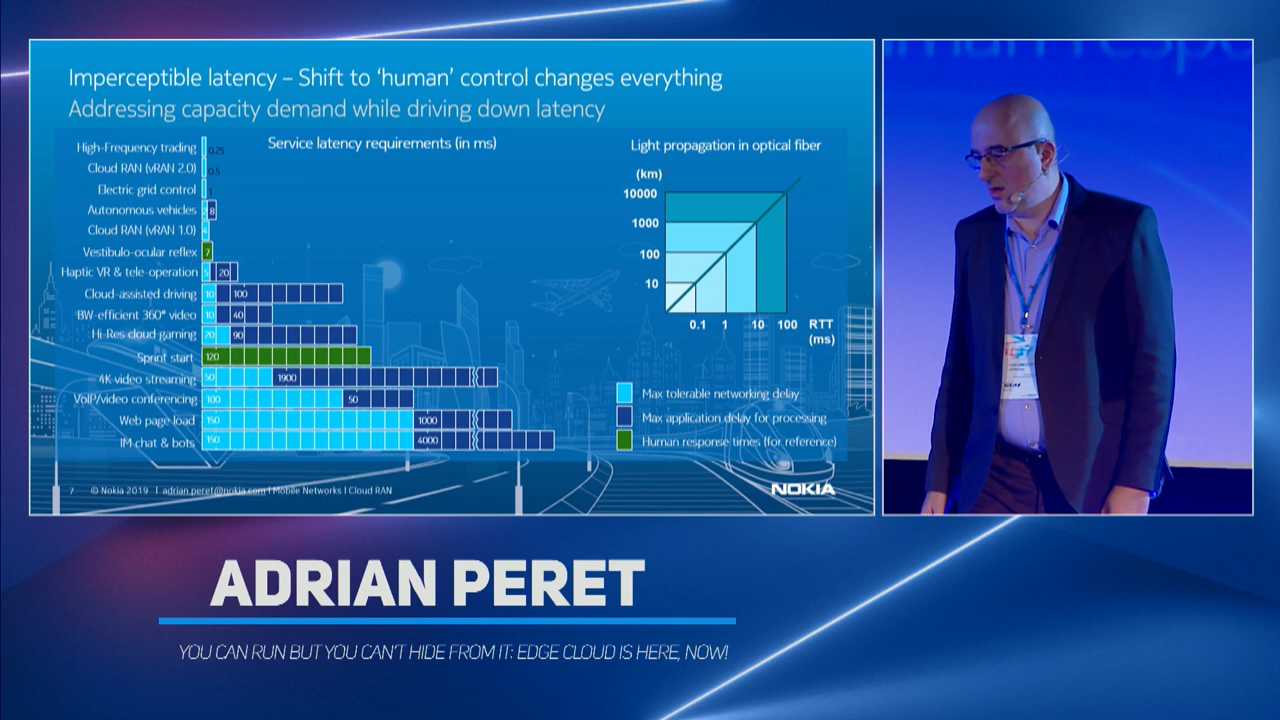 Imperceptible latency – Shift to 'human' control changes everything
Addressing capacity demand while driving down latency
Service latency requirements (in ms)
High-Frequency trading 0.25
Cloud RAN (vRAN 2.0) 0.5
Electric grid control 1
Autonomous vehicles 2 8
Cloud RAN (vRAN 1.0) 4
Vestibulo-ocular reflex 7
Haptic VR & tele-operation 5 20
Cloud-assisted driving 10 100
BW-efficient 360° video 10 40
Hi-Res cloud gaming 20 90
Sprint start 120
4K video streaming 50 1900
VoIP/video conferencing 100 50
Web page load 150 1000
IM chat & bots 150 4000
Light propagation in optical fiber
(km)
10000
1000
100
10
0.1 1 10 100 RTT
(ms)
Max tolerable networking delay
Max application delay for processing
Human response times (for reference)
7 © Nokia 2019 | adrian.peret@nokia.com | Mobile Networks | Cloud RAN
NOKIA
ADRIAN PERET
YOU CAN RUN BUT YOU CAN'T HIDE FROM IT: EDGE CLOUD IS HERE, NOW!